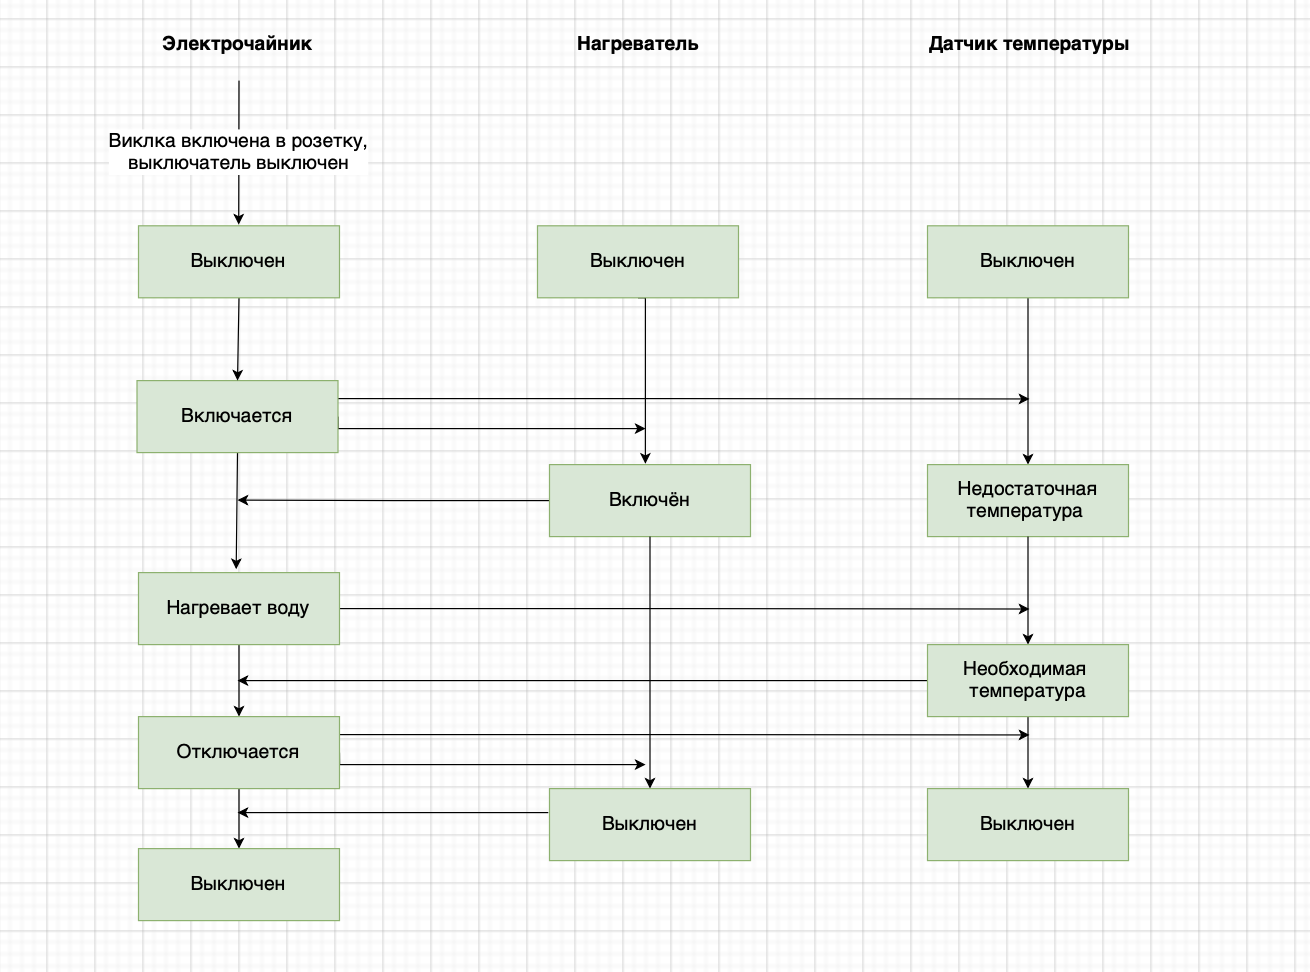 Электрочайник
Нагреватель
Датчик температуры
Виклка включена в розетку,
выключатель выключен
Выключен
Выключен
Выключен
Включается
Включён
Недостаточная
температура
Нагревает воду
Необходимая
температура
Отключается
Выключен
Выключен
Выключен